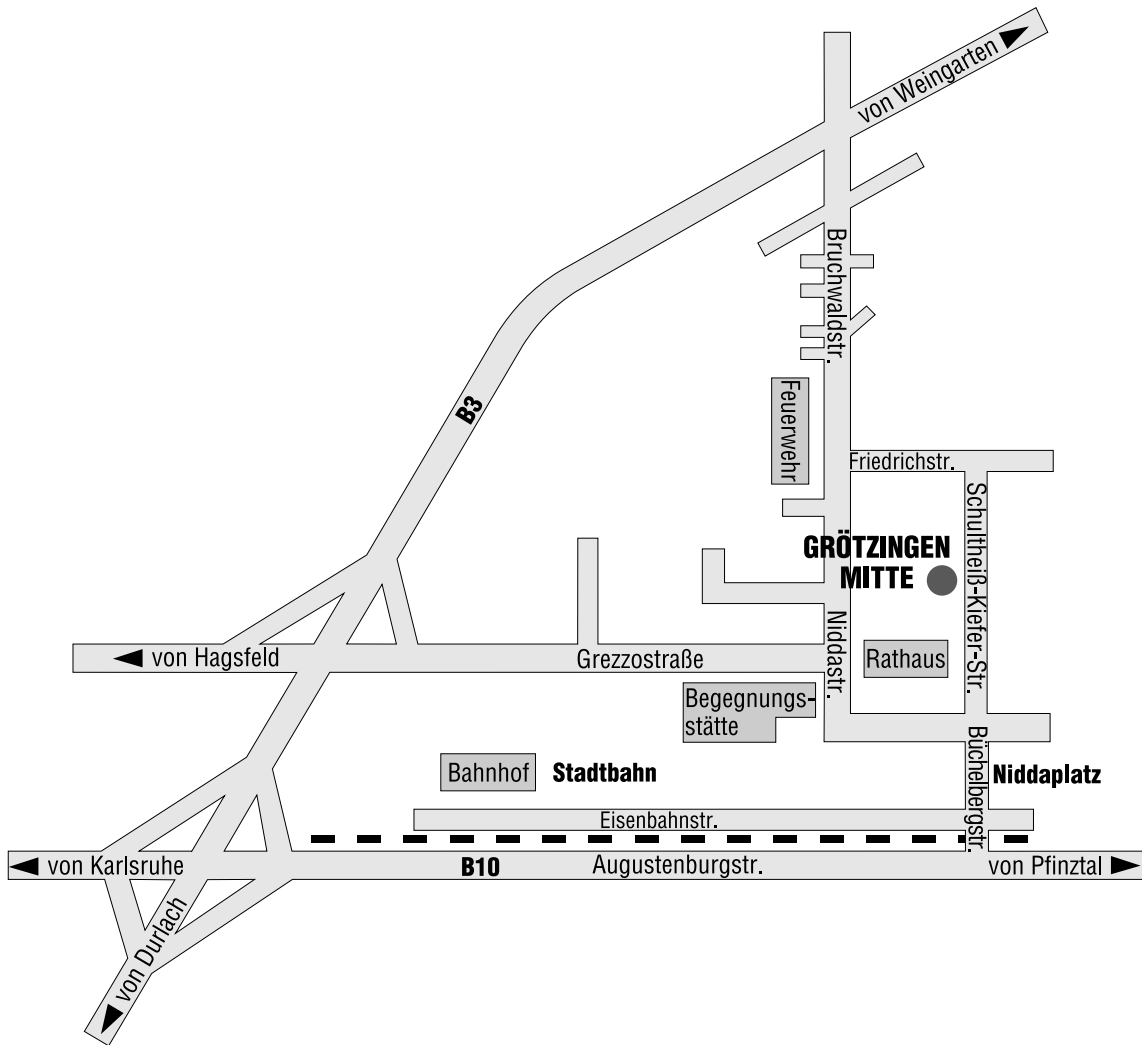 von Weingarten
Bruchwaldstr.
B3
Feuerwehr
Friedrichstr.
Schultheiß-Kiefer-Str.
GRÖTZINGEN
MITTE
von Hagsfeld
Grezzostraße
Niddastr.
Rathaus
Begegnungs-
stätte
Bahnhof
Stadtbahn
Büchelbergstr.
Niddaplatz
Eisenbahnstr.
von Karlsruhe
B10
Augustenburgstr.
von Pfinztal
von Durlach